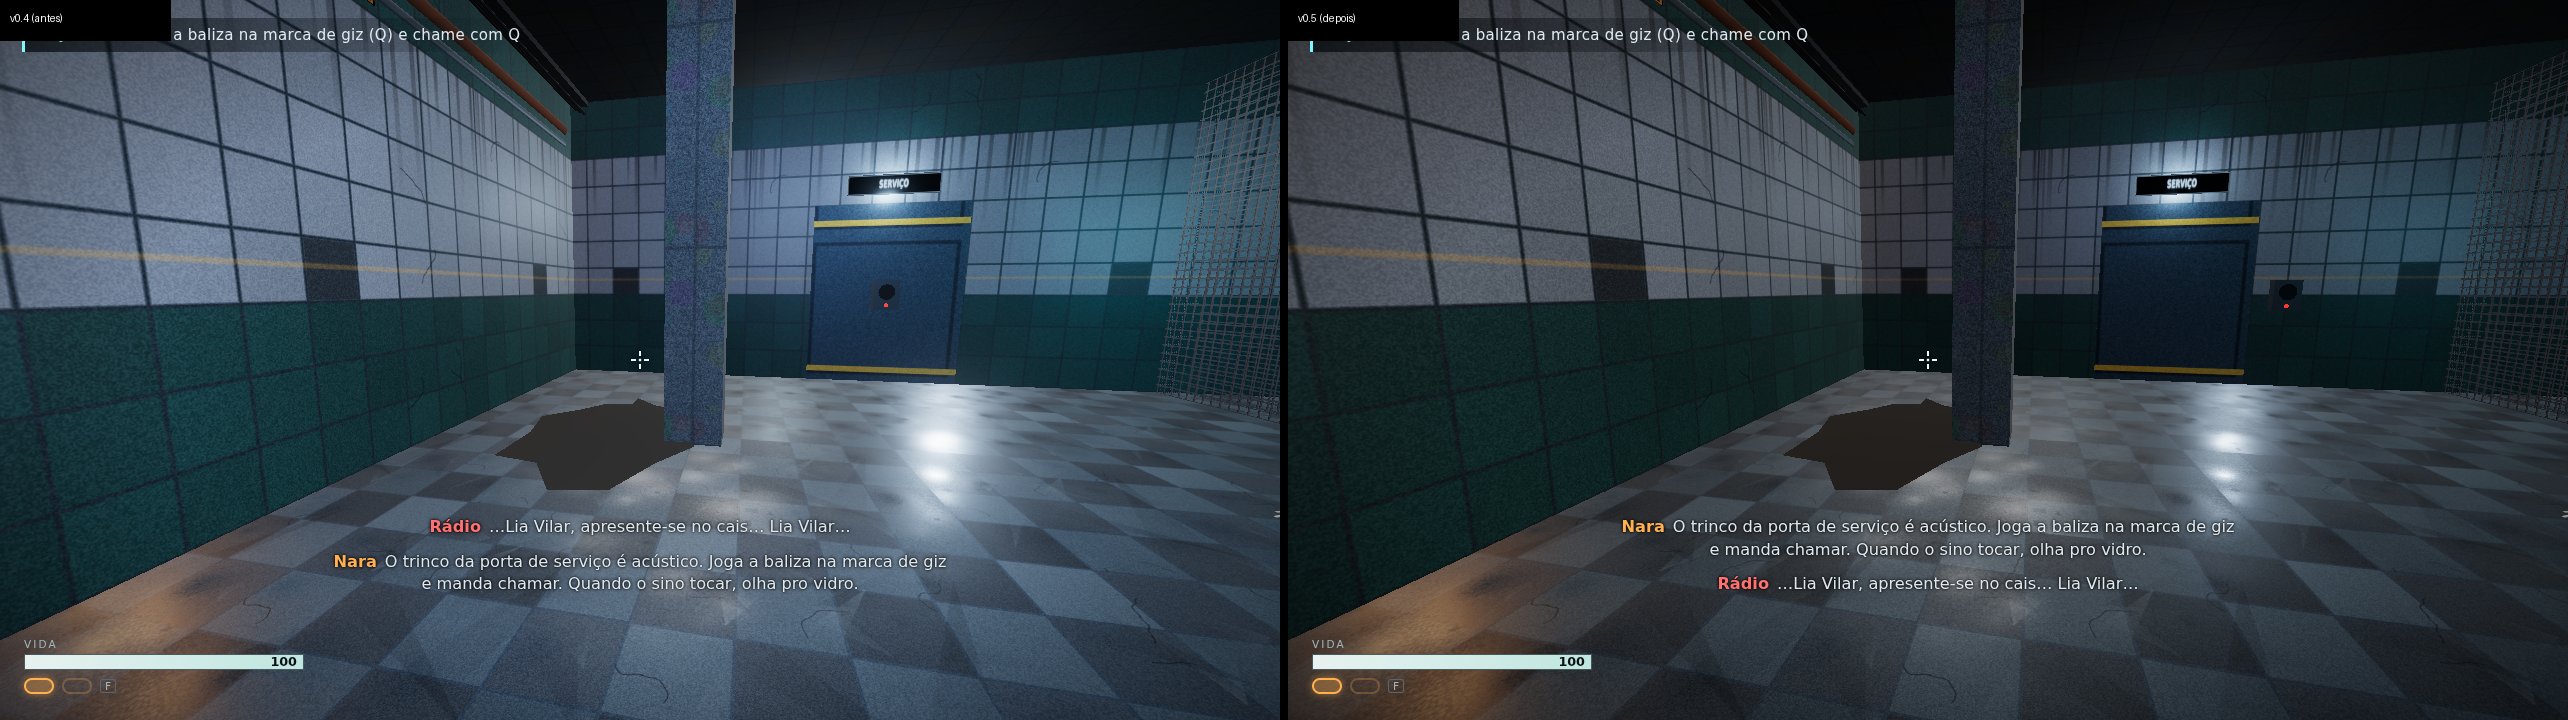 v0.4 (antes)
a baliza na marca de giz (Q) e chame com Q
SERVIÇO
Rádio ...Lia Vilar, apresente-se no cais... Lia Vilar...
Nara O trinco da porta de serviço é acústico. Joga a baliza na marca de giz
e manda chamar. Quando o sino tocar, olha pro vidro.
VIDA
100
F
v0.5 (depois)
a baliza na marca de giz (Q) e chame com Q
SERVIÇO
Nara O trinco da porta de serviço é acústico. Joga a baliza na marca de giz
e manda chamar. Quando o sino tocar, olha pro vidro.
Rádio ...Lia Vilar, apresente-se no cais... Lia Vilar...
VIDA
100
F